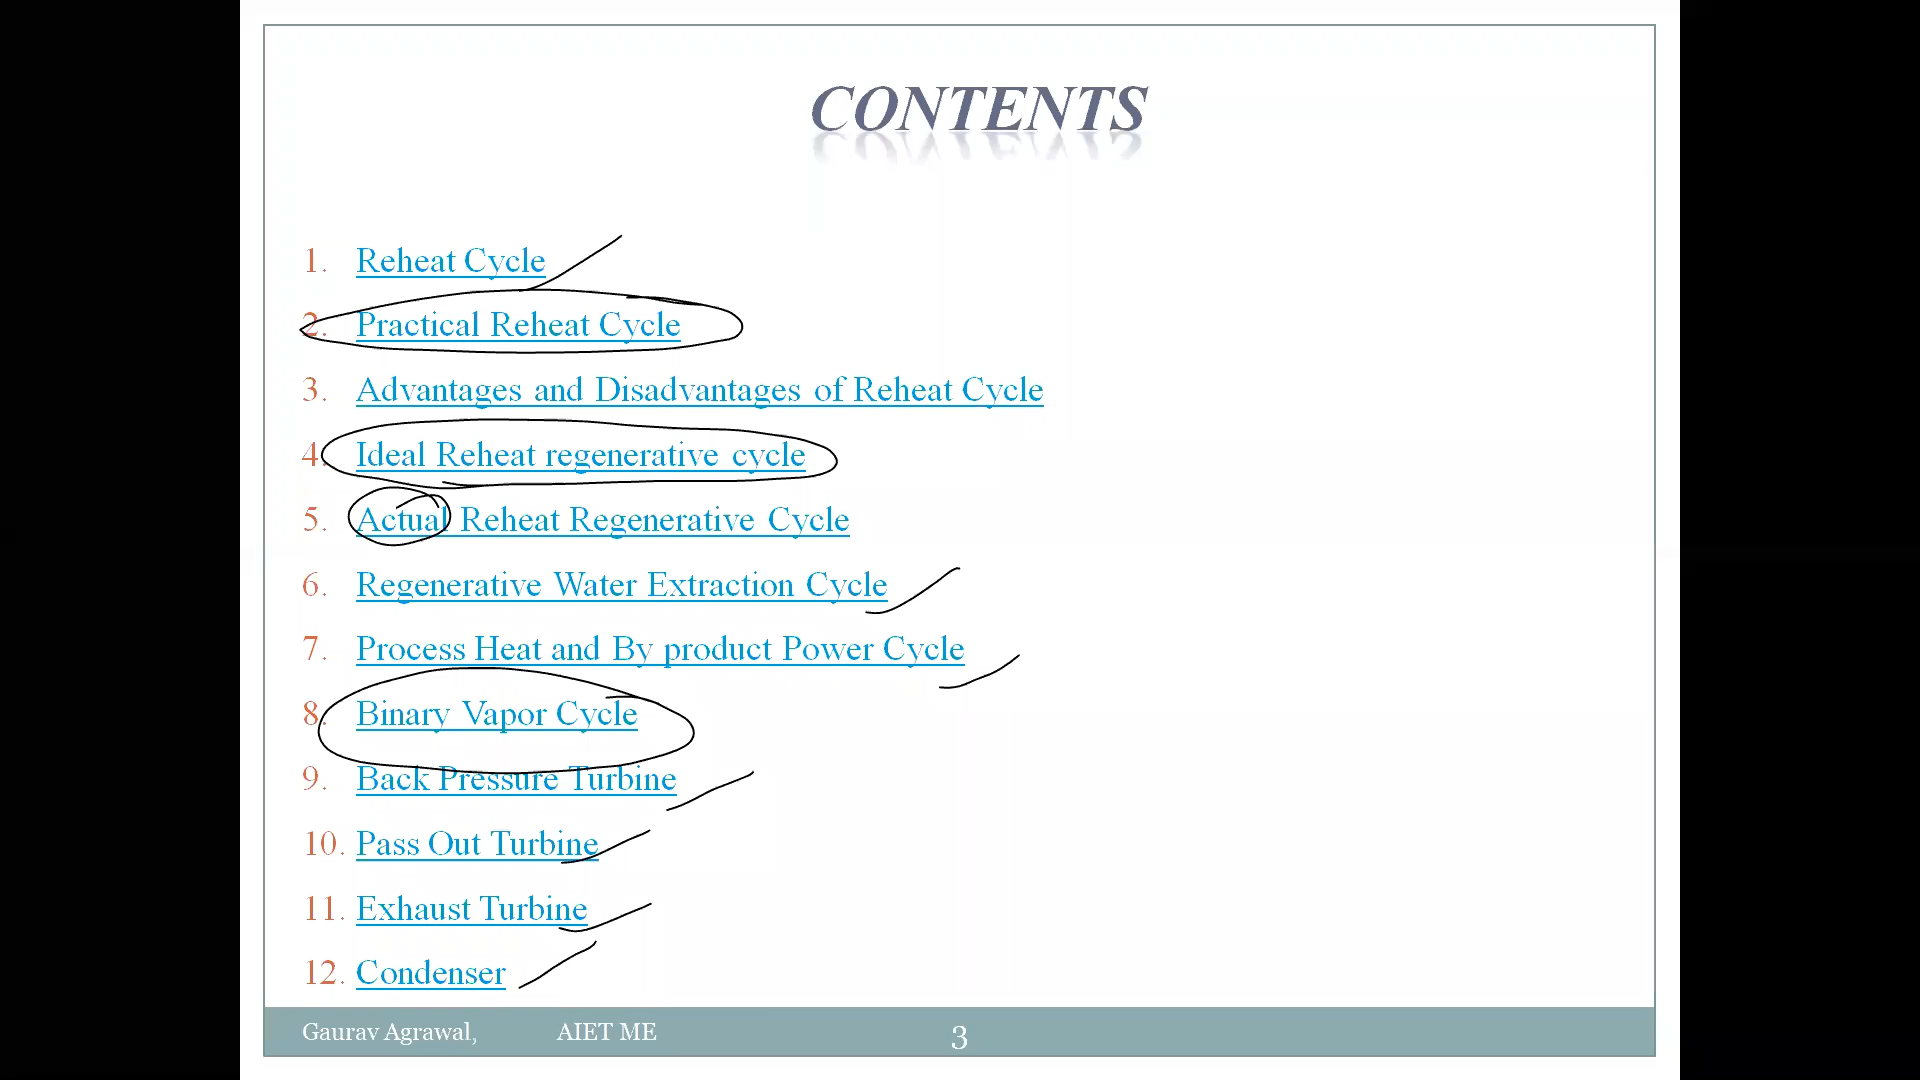 CONTENTS
1. Reheat Cycle
2. Practical Reheat Cycle
3. Advantages and Disadvantages of Reheat Cycle
4. Ideal Reheat regenerative cycle
5. Actual Reheat Regenerative Cycle
6. Regenerative Water Extraction Cycle
7. Process Heat and By product Power Cycle
8. Binary Vapor Cycle
9. Back Pressure Turbine
10. Pass Out Turbine
11. Exhaust Turbine
12. Condenser
Gaurav Agrawal, AIET ME 3